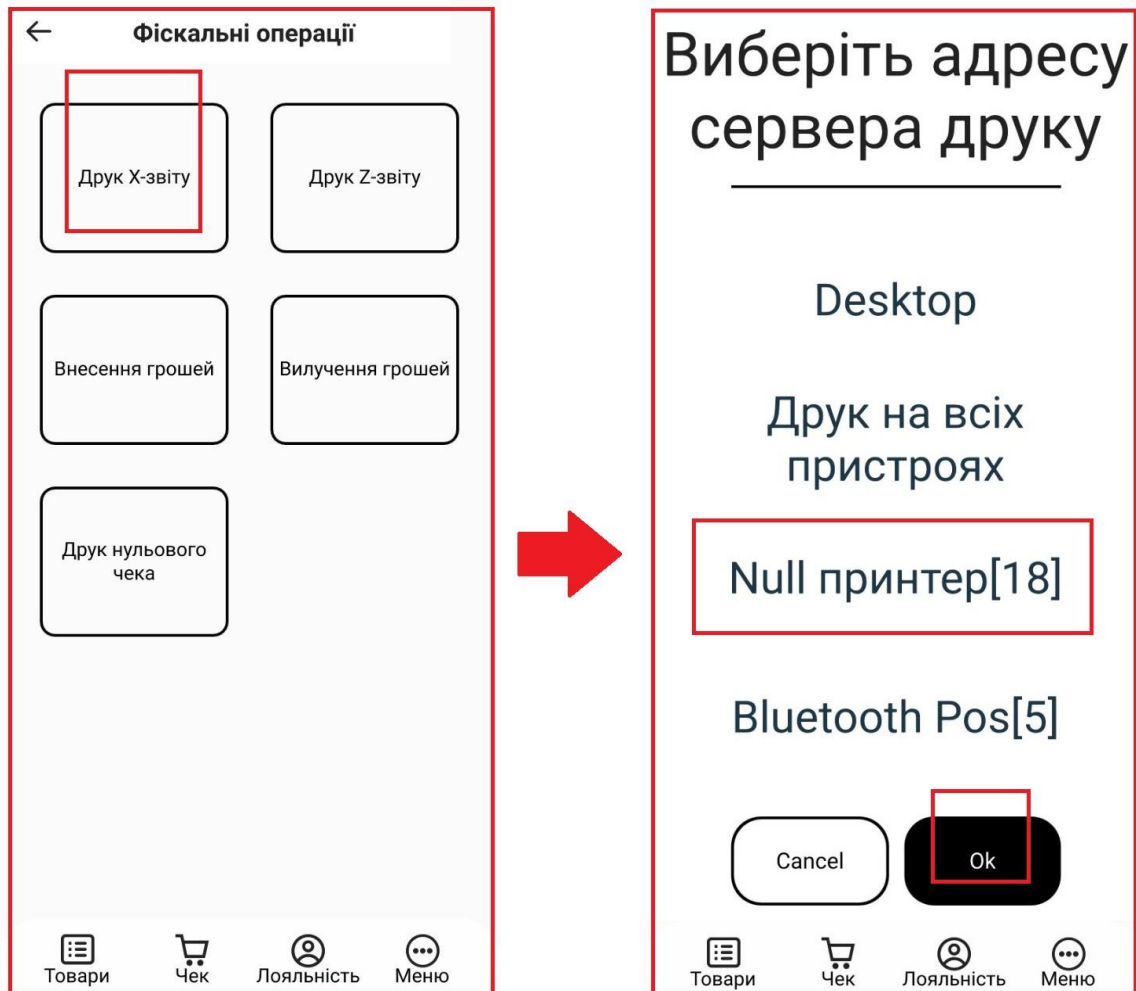 Фіскальні операції
Друк X-звіту
Друк Z-звіту
Внесення грошей
Вилучення грошей
Друк нульового
чека
Товари
Чек
Лояльність
Меню
Виберіть адресу
сервера друку
Desktop
Друк на всіх
пристроях
Null принтер[18]
Bluetooth Pos[5]
Cancel
Ok
Товари
Чек
Лояльність
Меню